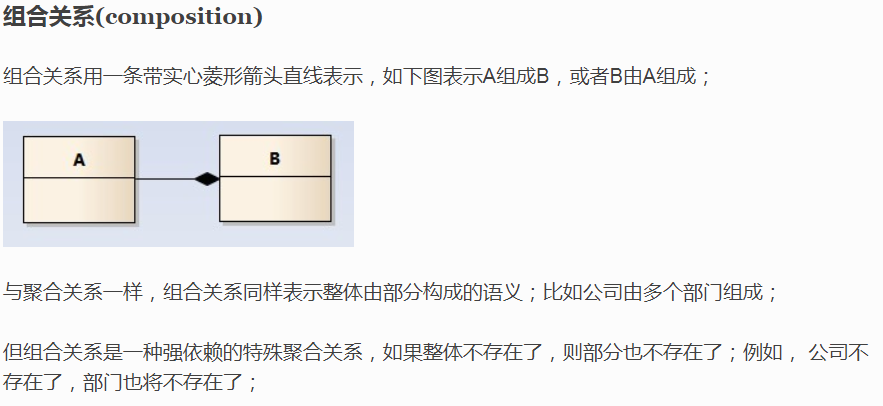 组合关系(composition)
组合关系用一条带实心菱形箭头直线表示，如下图表示A组成B，或者B由A组成；
A
B
与聚合关系一样，组合关系同样表示整体由部分构成的语义；比如公司由多个部门组成；
但组合关系是一种强依赖的特殊聚合关系，如果整体不存在了，则部分也不存在了；例如， 公司不
存在了，部门也将不存在了；